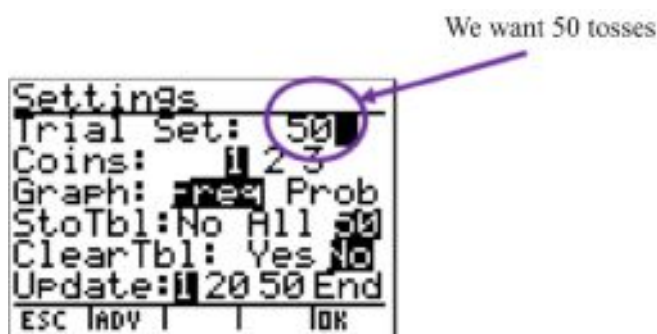 We want 50 tosses
Settings
Trial Set: 50
Coins: 1 2 3
Graph: Freq Prob
StoTbl:No All 50
ClearTbl: Yes No
Update:1 20 50 End
ESC ADV OK